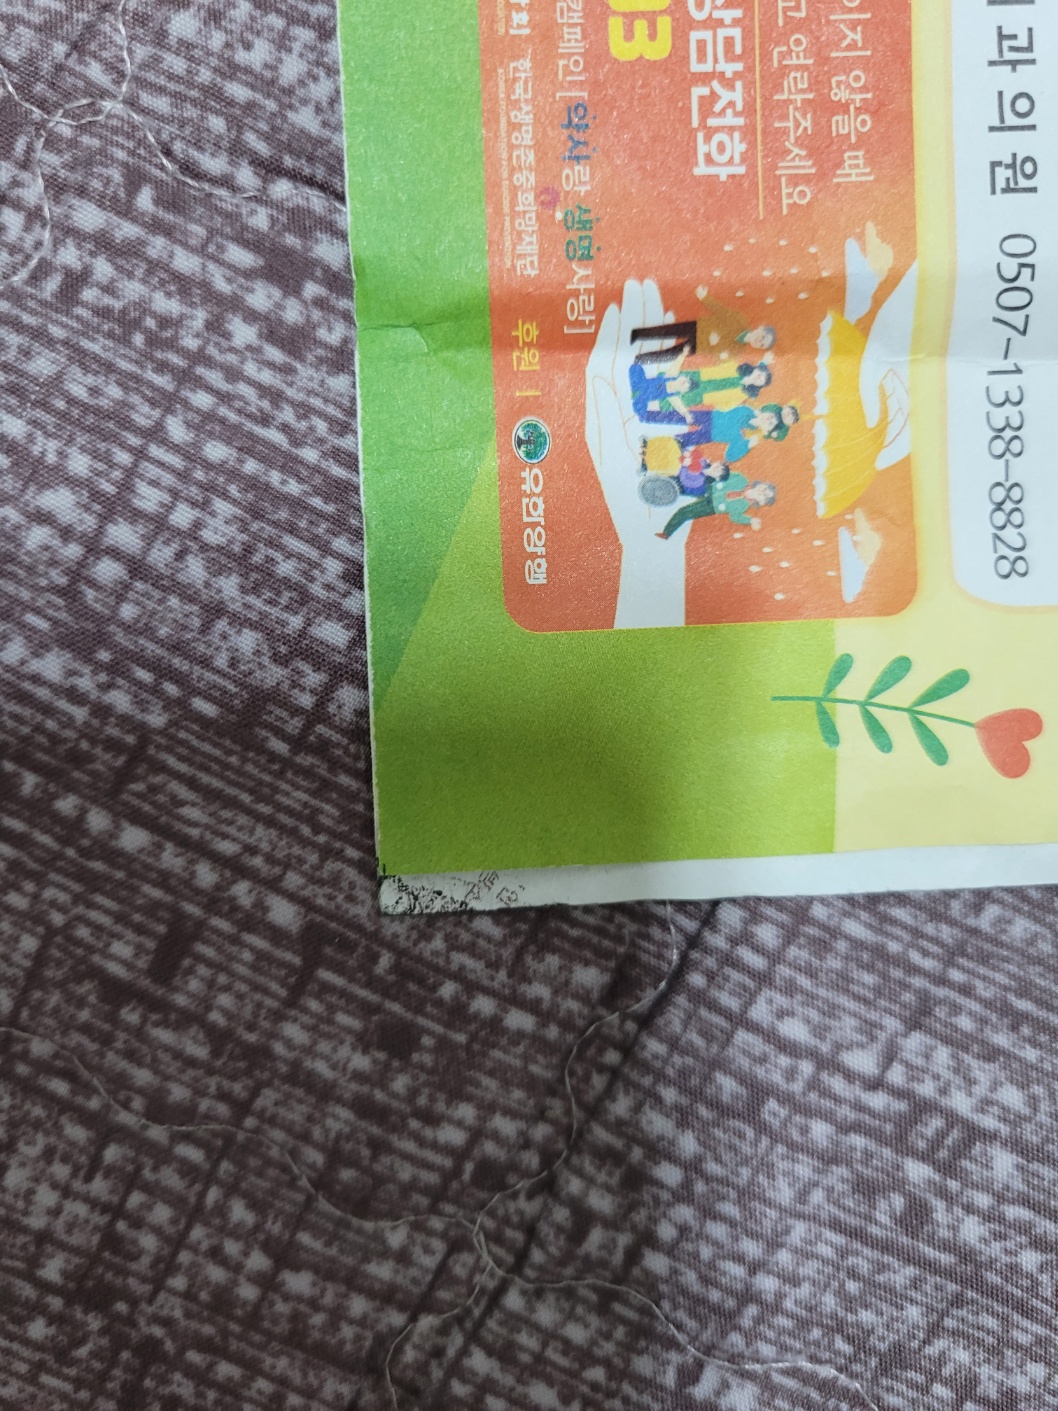 과의원 0507-1338-8828
이지 않을 때
고 연락주세요
상담전화
03
캠페인 [약사랑 생명사랑]
한국생명존중희망재단 후원 | 유한양행